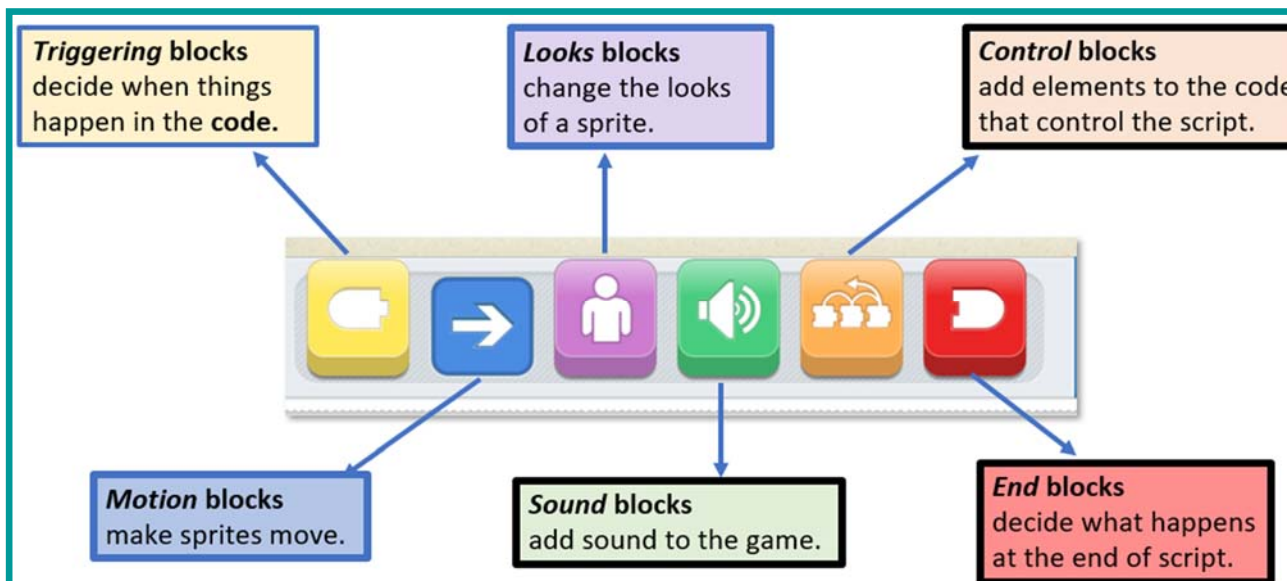 Triggering blocks
decide when things
happen in the code.
Looks blocks
change the looks
of a sprite.
Control blocks
add elements to the code
that control the script.
Motion blocks
make sprites move.
Sound blocks
add sound to the game.
End blocks
decide what happens
at the end of script.